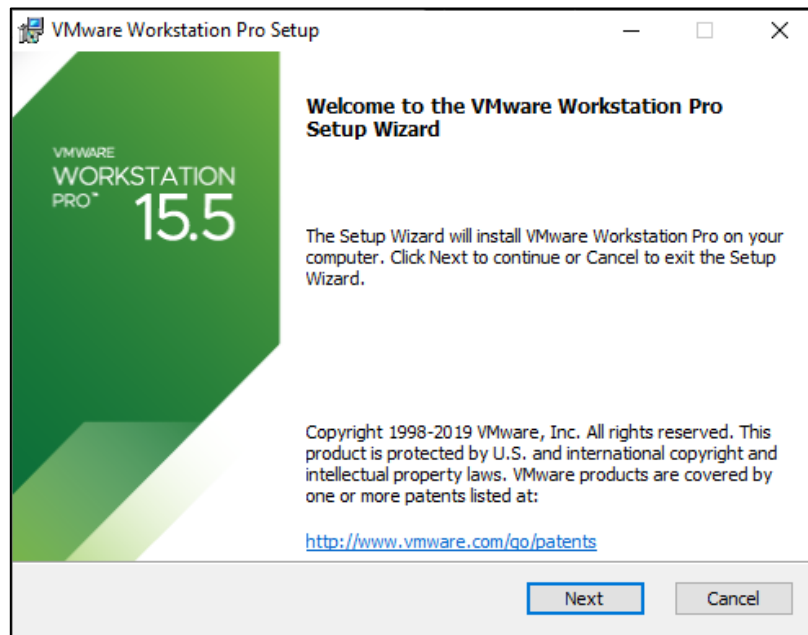 VMware Workstation Pro Setup
VMWARE
WORKSTATION
PRO™ 15.5
Welcome to the VMware Workstation Pro
Setup Wizard
The Setup Wizard will install VMware Workstation Pro on your
computer. Click Next to continue or Cancel to exit the Setup
Wizard.
Copyright 1998-2019 VMware, Inc. All rights reserved. This
product is protected by U.S. and international copyright and
intellectual property laws. VMware products are covered by
one or more patents listed at:
http://www.vmware.com/go/patents
Next
Cancel